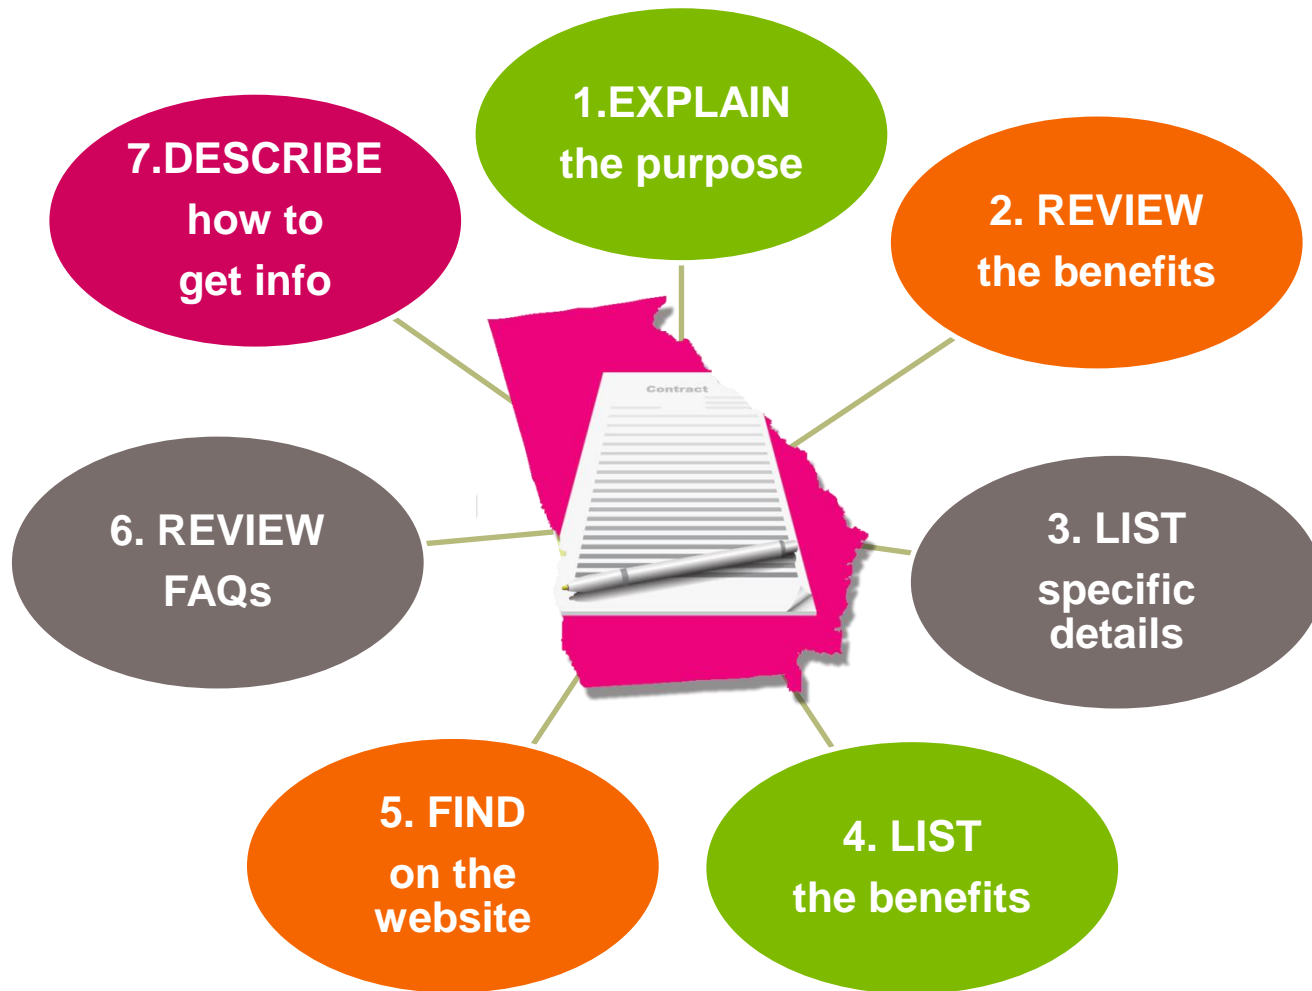 1.EXPLAIN
the purpose
2. REVIEW
the benefits
3. LIST
specific
details
4. LIST
the benefits
5. FIND
on the
website
6. REVIEW
FAQs
7.DESCRIBE
how to
get info
Contract